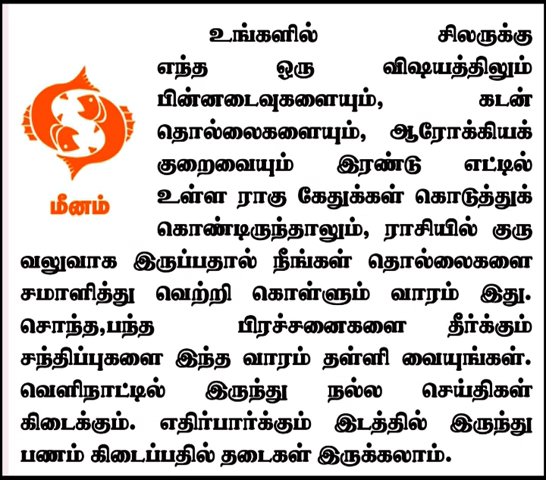 உங்களில் சிலருக்கு
எந்த ஒரு விஷயத்திலும்
பின்னடைவுகளையும், கடன்
தொல்லைகளையும், ஆரோக்கியக்
குறைவையும் இரண்டு எட்டில்
உள்ள ராகு கேதுக்கள் கொடுத்துக்
கொண்டிருந்தாலும், ராசியில் குரு
வலுவாக இருப்பதால் நீங்கள் தொல்லைகளை
சமாளித்து வெற்றி கொள்ளும் வாரம் இது.
சொந்த,பந்த பிரச்சனைகளை தீர்க்கும்
சந்திப்புகளை இந்த வாரம் தள்ளி வையுங்கள்.
வெளிநாட்டில் இருந்து நல்ல செய்திகள்
கிடைக்கும். எதிர்பார்க்கும் இடத்தில் இருந்து
பணம் கிடைப்பதில் தடைகள் இருக்கலாம்.
மீனம்